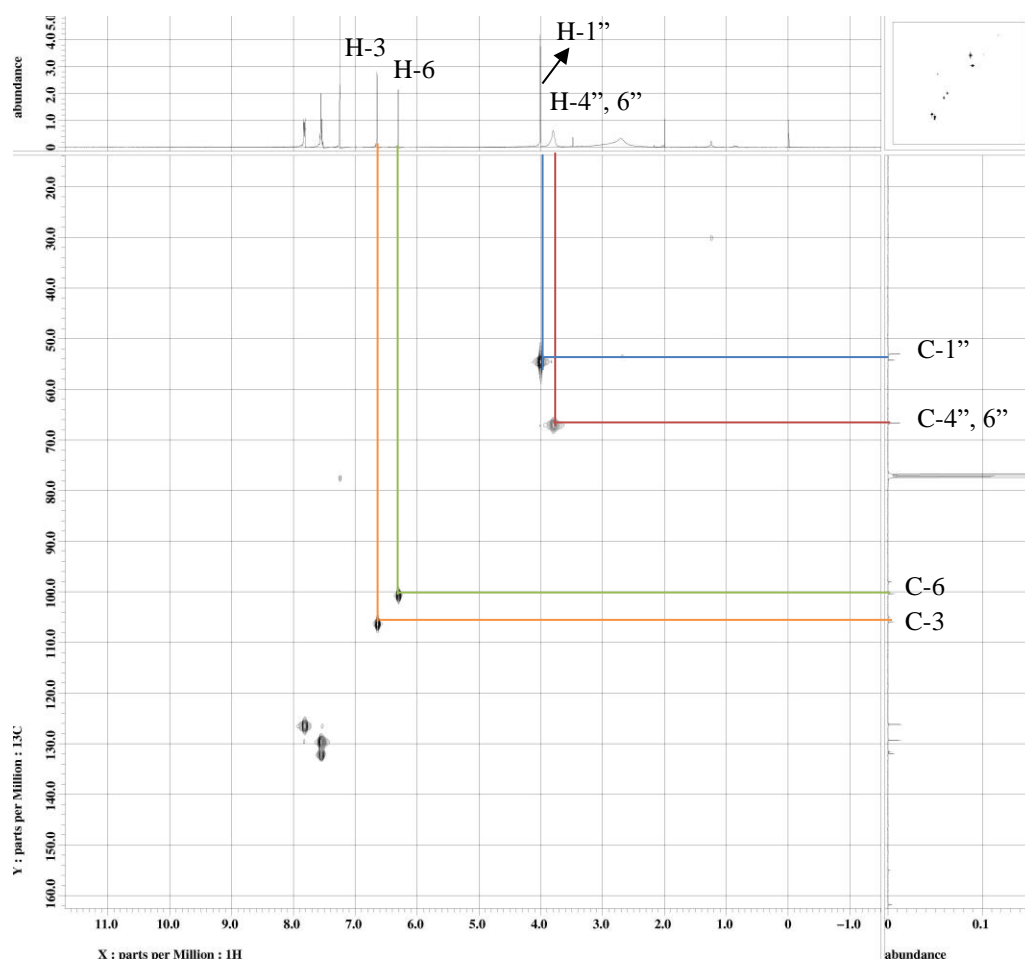 abundance
4.0 5.0
3.0
2.0
1.0
0
H-3
H-6
H-1”
H-4”, 6”
20.0
30.0
40.0
50.0
60.0
70.0
80.0
90.0
100.0
110.0
120.0
130.0
140.0
150.0
160.0
Y : parts per Million : 13C
C-1”
C-4”, 6”
C-6
C-3
11.0 10.0 9.0 8.0 7.0 6.0 5.0 4.0 3.0 2.0 1.0 0 -1.0 0 0.1
X : parts per Million : 1H
abundance